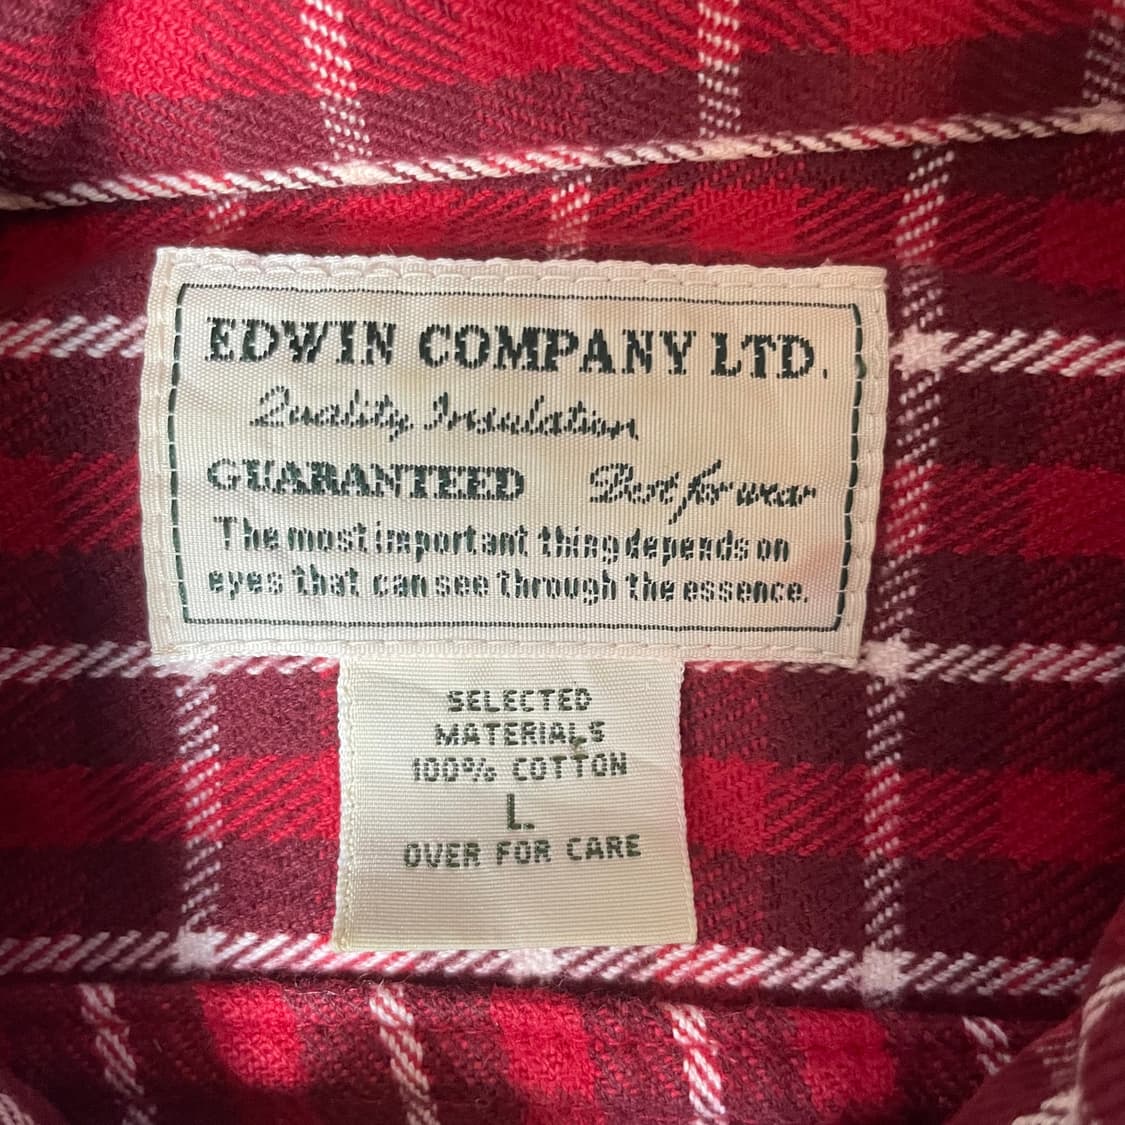 EDWIN COMPANY LTD.
Quality Insulation
GUARANTEED Best for wear
The most important thing depends on
eyes that can see through the essence.
SELECTED
MATERIALS
100% COTTON
L.
OVER FOR CARE